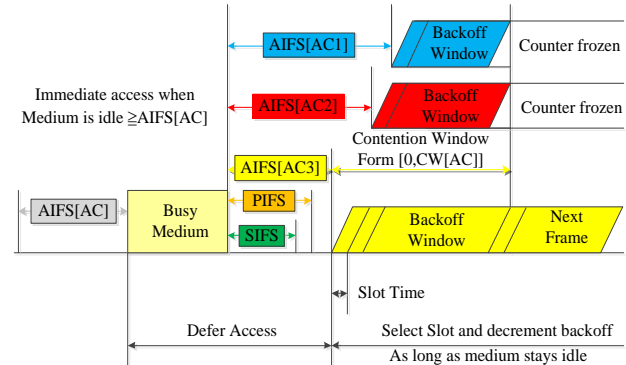 AIFS[AC1]
Backoff
Window
Counter frozen
Immediate access when
Medium is idle ≧AIFS[AC]
AIFS[AC2]
Backoff
Window
Counter frozen
Contention Window
Form [0,CW[AC]]
AIFS[AC3]
AIFS[AC]
Busy
Medium
PIFS
SIFS
Backoff
Window
Next
Frame
Slot Time
Defer Access
Select Slot and decrement backoff
As long as medium stays idle